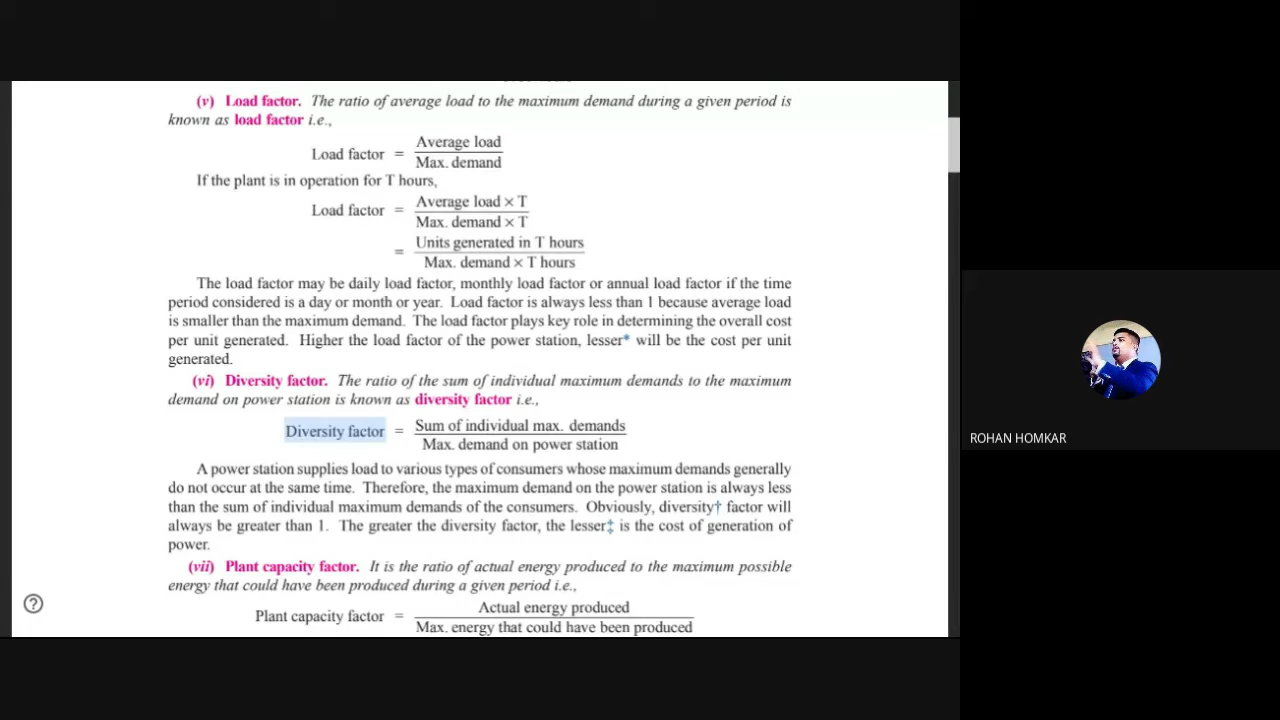 (v) Load factor. The ratio of average load to the maximum demand during a given period is
known as load factor i.e.,
Load factor = Average load
Max. demand
If the plant is in operation for T hours,
Load factor = Average load × T
Max. demand × T
= Units generated in T hours
Max. demand × T hours
The load factor may be daily load factor, monthly load factor or annual load factor if the time
period considered is a day or month or year. Load factor is always less than 1 because average load
is smaller than the maximum demand. The load factor plays key role in determining the overall cost
per unit generated. Higher the load factor of the power station, lesser* will be the cost per unit
generated.
(vi) Diversity factor. The ratio of the sum of individual maximum demands to the maximum
demand on power station is known as diversity factor i.e.,
Diversity factor = Sum of individual max. demands
Max. demand on power station
A power station supplies load to various types of consumers whose maximum demands generally
do not occur at the same time. Therefore, the maximum demand on the power station is always less
than the sum of individual maximum demands of the consumers. Obviously, diversity† factor will
always be greater than 1. The greater the diversity factor, the lesser‡ is the cost of generation of
power.
(vii) Plant capacity factor. It is the ratio of actual energy produced to the maximum possible
energy that could have been produced during a given period i.e.,
Plant capacity factor = Actual energy produced
Max. energy that could have been produced
ROHAN HOMKAR